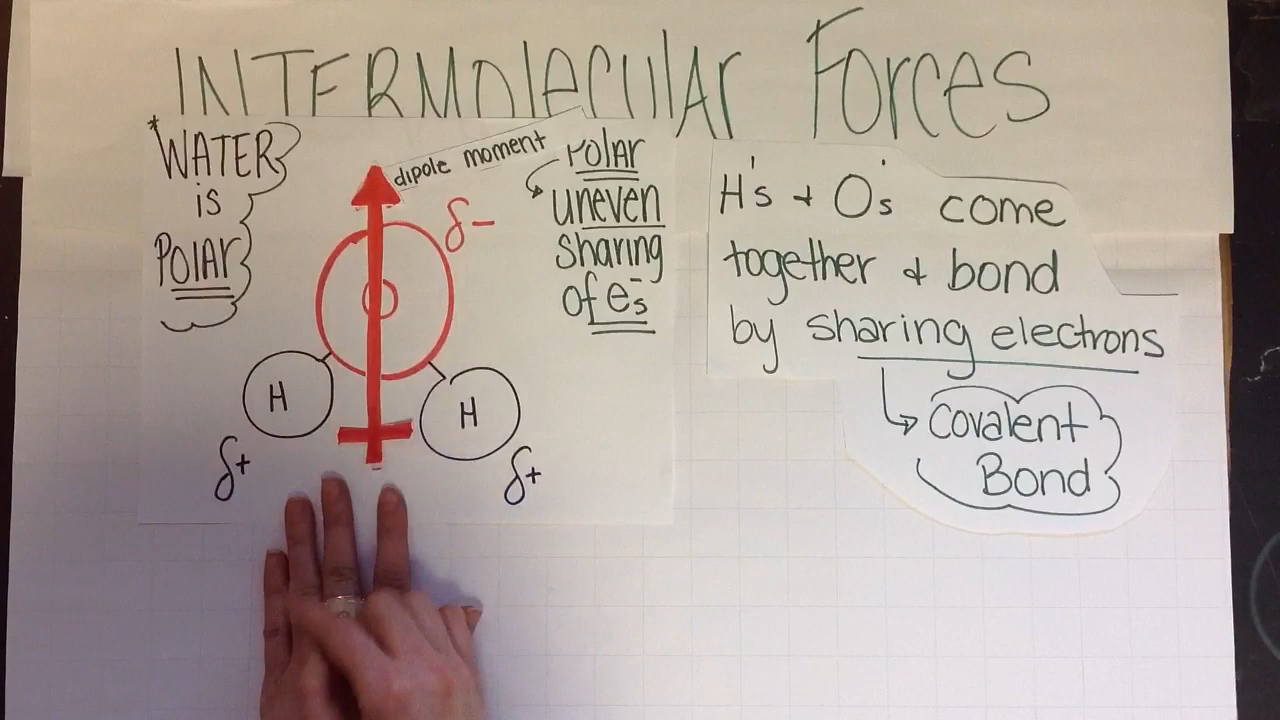 INTERMOlEculAr Forces
*WATER
is
POlAr
dipole moment
δ-
O
H
H
δ+
δ+
POlAR
uneven
sharing
of e-s
H's + O's come
together + bond
by sharing electrons
Covalent
Bond